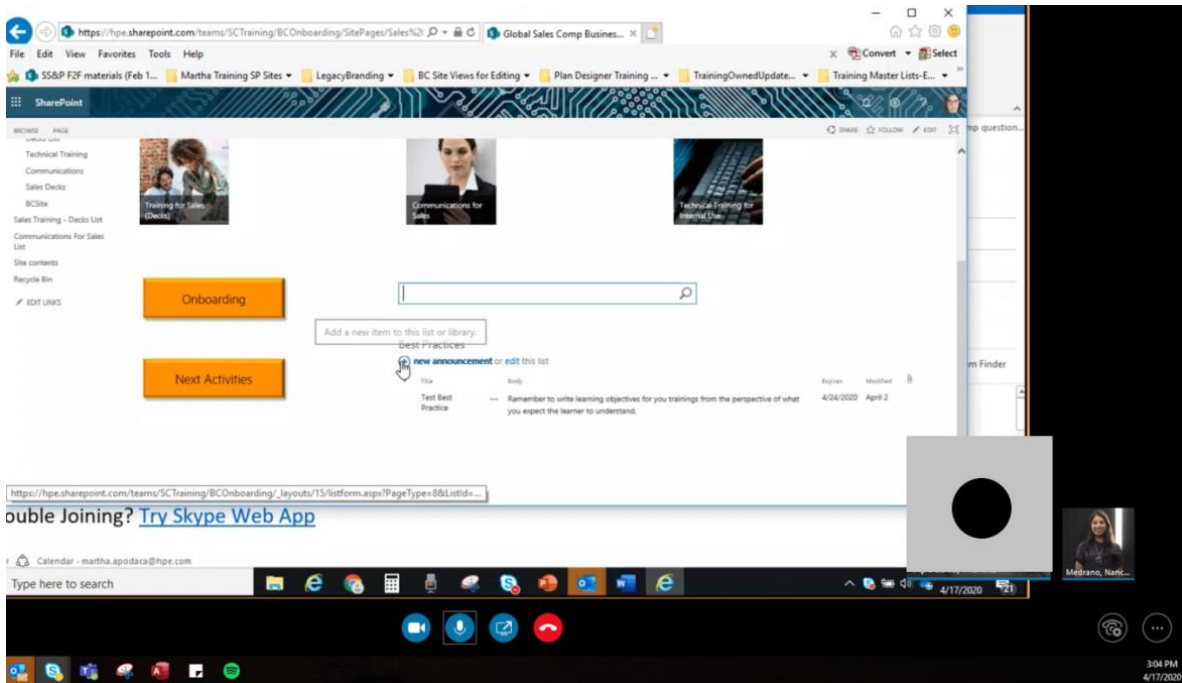 https://hpe.sharepoint.com/teams/SCTraining/BCOnboarding/SitePages/Sales%2
Global Sales Comp Busines...
File Edit View Favorites Tools Help
Convert Select
SS&P F2F materials (Feb 1... Martha Training SP Sites LegacyBranding BC Site Views for Editing Plan Designer Training ... TrainingOwnedUpdate... Training Master Lists-E...
SharePoint
BROWSE PAGE
SHARE FOLLOW EDIT
mp question...
Decks List
Technical Training
Communications
Sales Decks
BCSite
Sales Training - Decks List
Communications For Sales
List
Site contents
Recycle Bin
EDIT LINKS
Training for Sales
(Decks)
Communications for
Sales
Technical Training for
Internal Use
Onboarding
Next Activities
Add a new item to this list or library.
Best Practices
new announcement or edit this list
Title Body Expires Modified
Test Best
Practice
... Remember to write learning objectives for you trainings from the perspective of what
you expect the learner to understand.
4/24/2020 April 2
m Finder
https://hpe.sharepoint.com/teams/SCTraining/BCOnboarding/_layouts/15/listform.aspx?PageType=8&ListId=...
ouble Joining? Try Skype Web App
Calendar - martha.apodaca@hpe.com
Type here to search
4/17/2020
21
Medrano, Nanc...
3:04 PM
4/17/2020